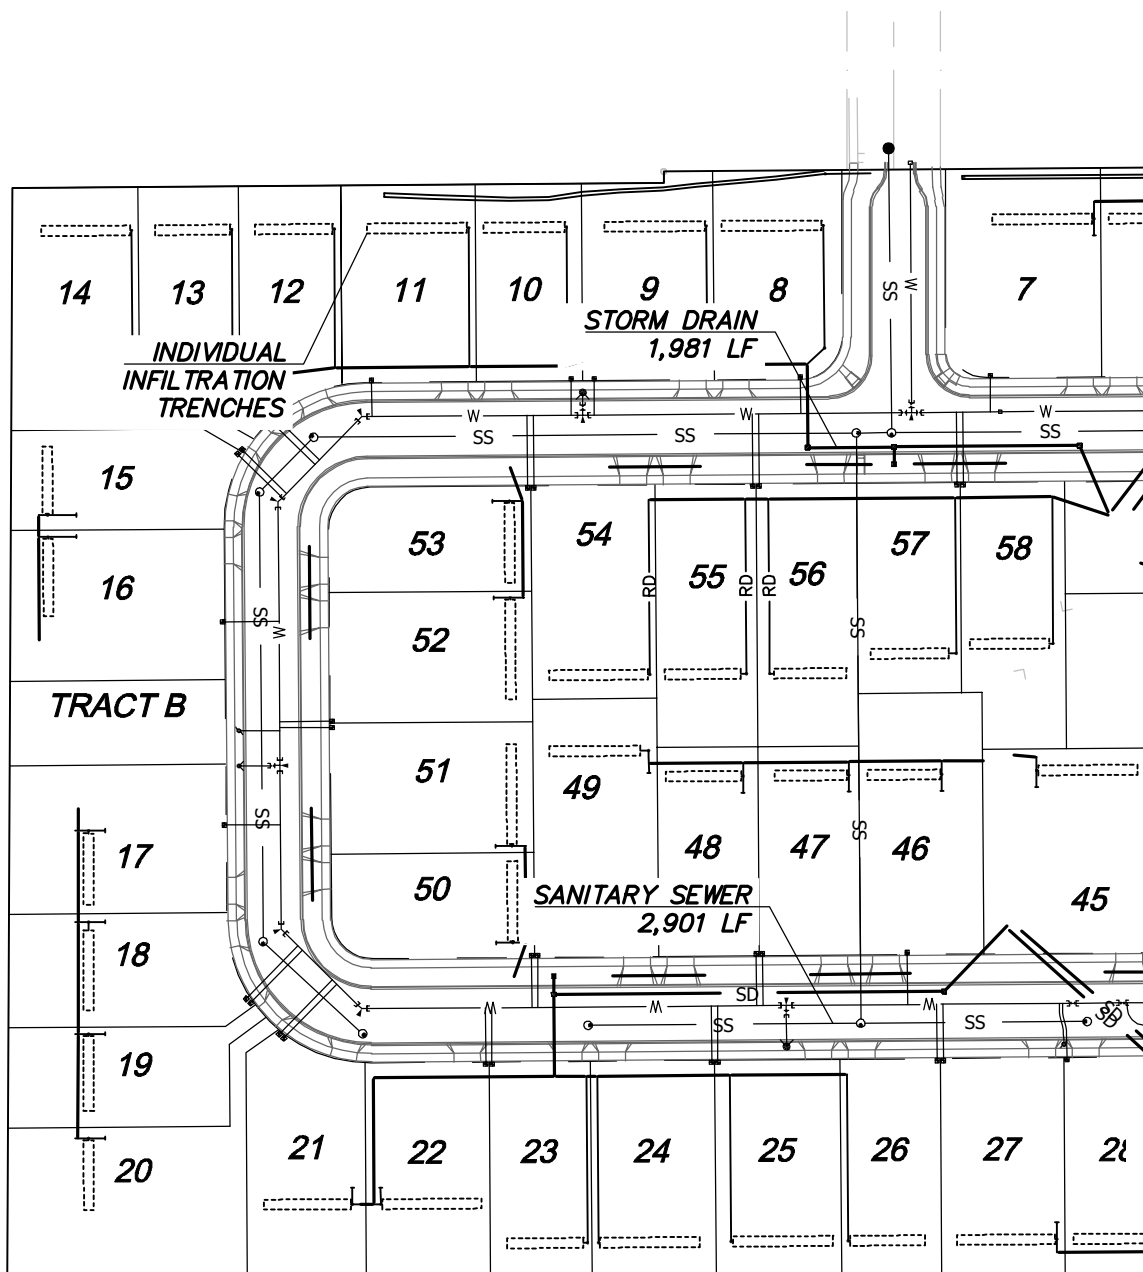 14
13
12
11
10
9
8
7
SS
W
STORM DRAIN
1,981 LF
INDIVIDUAL
INFILTRATION
TRENCHES
W
W
W
SS
SS
SS
15
53
54
57
58
55
56
16
RD
RD
RD
52
SS
W
SS
TRACT B
51
49
SS
SS
17
48
47
46
50
SANITARY SEWER
2,901 LF
45
18
SD
W
W
W
SS
SS
SD
19
20
21
22
23
24
25
26
27
28